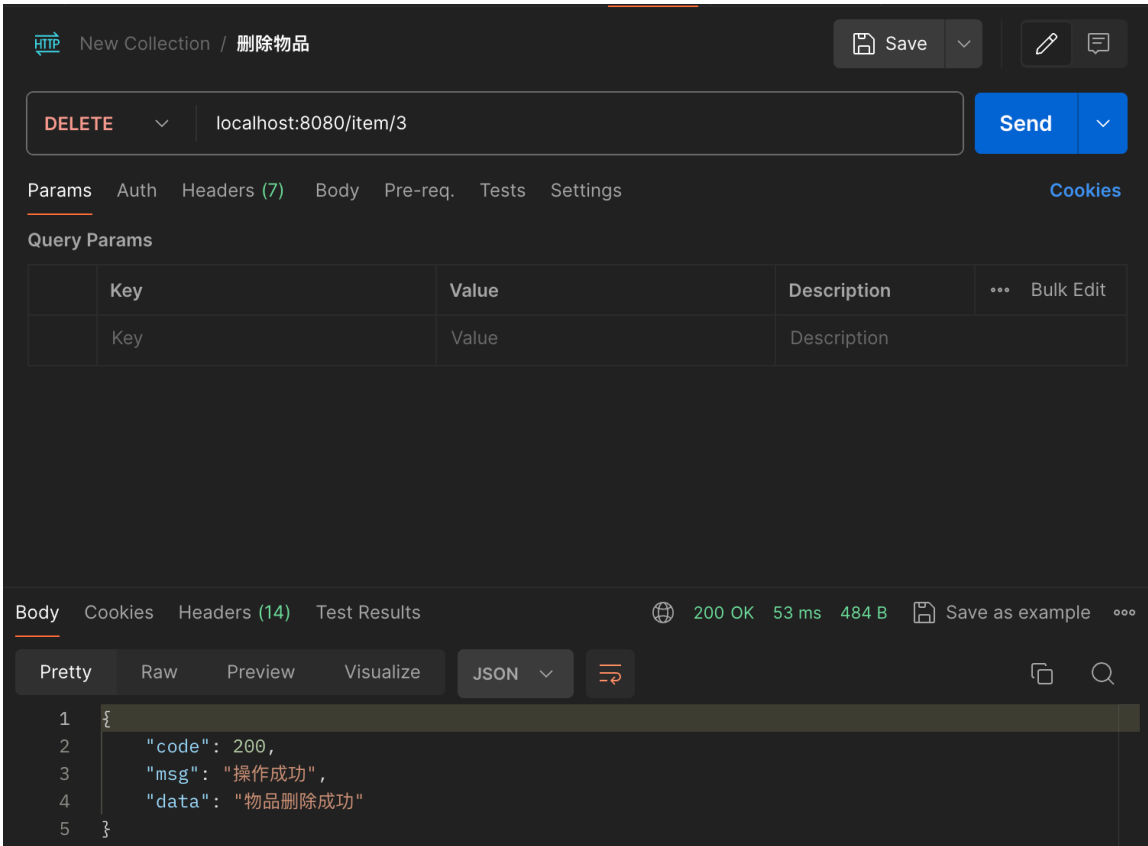 HTTP New Collection / 删除物品 Save
DELETE localhost:8080/item/3 Send
Params Auth Headers (7) Body Pre-req. Tests Settings Cookies
Query Params
Key Value Description ooo Bulk Edit
Key Value Description
Body Cookies Headers (14) Test Results 200 OK 53 ms 484 B Save as example ooo
Pretty Raw Preview Visualize JSON
1 {
2 "code": 200,
3 "msg": "操作成功",
4 "data": "物品删除成功"
5 }